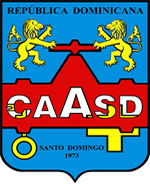 REPÚBLICA DOMINICANA
CAASD
SANTO DOMINGO
1973